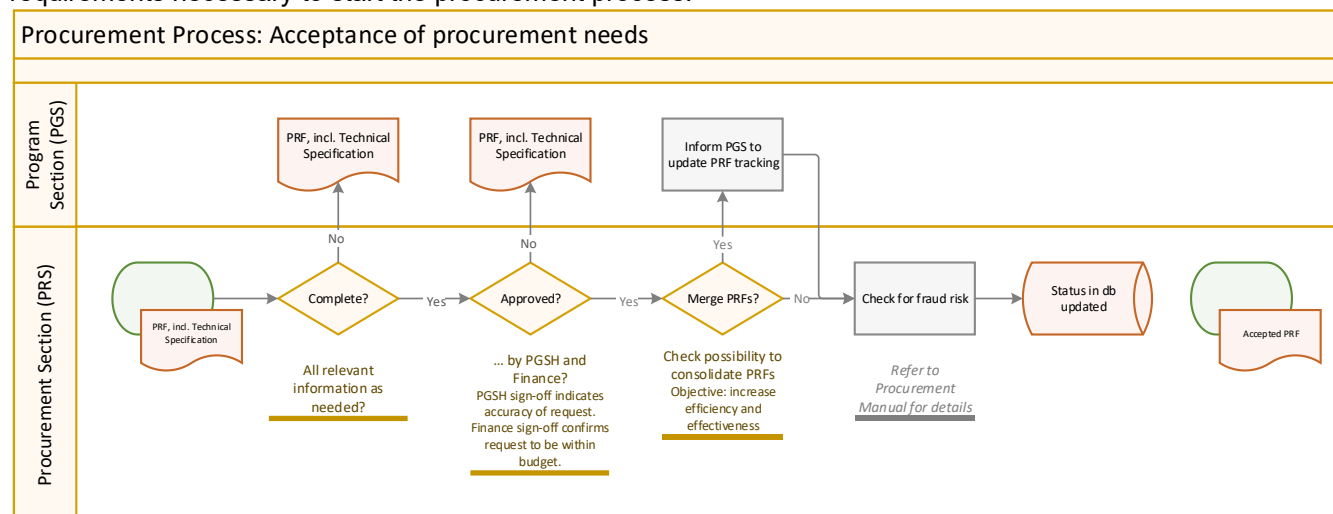 requirements necessary to start the procurement process.
Procurement Process: Acceptance of procurement needs
Program
Section (PGS)
PRF, incl. Technical
Specification
PRF, incl. Technical
Specification
Inform PGS to
update PRF tracking
No
No
Yes
Procurement Section (PRS)
PRF, incl. Technical
Specification
Complete?
Yes
Approved?
Yes
Merge PRFs?
No
Check for fraud risk
Status in db
updated
Accepted PRF
All relevant
information as
needed?
... by PGSH and
Finance?
PGSH sign-off indicates
accuracy of request.
Finance sign-off confirms
request to be within
budget.
Check possibility to
consolidate PRFs
Objective: increase
efficiency and
effectiveness
Refer to
Procurement
Manual for details